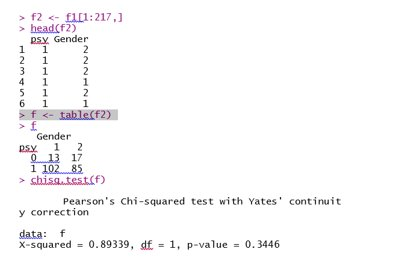 > f2 <- f1[1:217,]
> head(f2)
psv Gender
1 1 2
2 1 2
3 1 2
4 1 1
5 1 2
6 1 1
> f <- table(f2)
> f
Gender
psv 1 2
0 13 17
1 102 85
> chisq.test(f)
Pearson's Chi-squared test with Yates' continuit
y correction
data: f
X-squared = 0.89339, df = 1, p-value = 0.3446